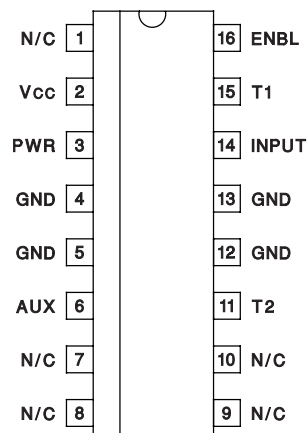 N/C 1 16 ENBL
Vcc 2 15 T1
PWR 3 14 INPUT
GND 4 13 GND
GND 5 12 GND
AUX 6 11 T2
N/C 7 10 N/C
N/C 8 9 N/C